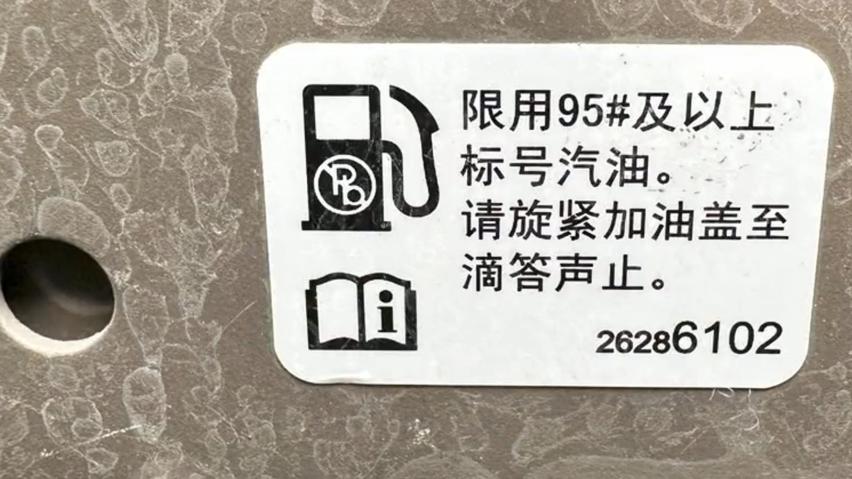 限用95#及以上
标号汽油。
请旋紧加油盖至
滴答声止。
26286102
Pb
i